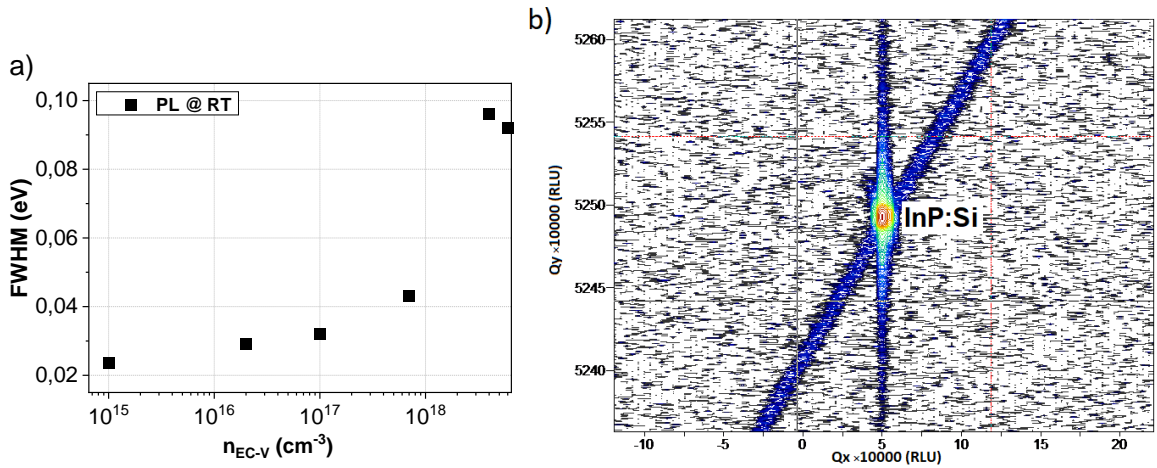 a)
PL @ RT
0,10
0,08
0,06
0,04
0,02
FWHM (eV)
10^15 10^16 10^17 10^18
n_EC-V (cm^-3)
b)
5260
5255
5250
5245
5240
Qy ×10000 (RLU)
InP:Si
-10 -5 0 5 10 15 20
Qx ×10000 (RLU)